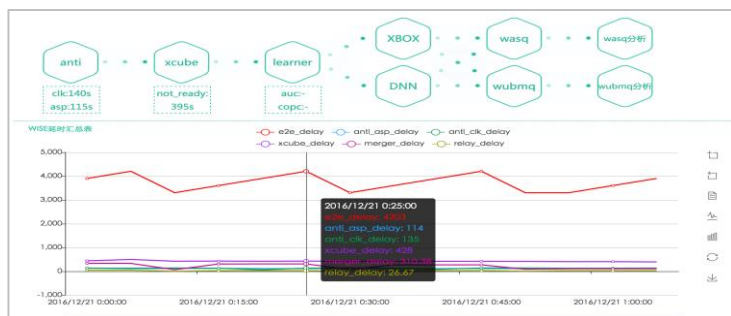 XBOX
wasq
wasq分析
anti
xcube
learner
DNN
wubmq
wubmq分析
clk:140s
asp:115s
not_ready:
395s
auc:-
copc:-
WISE延时汇总表
e2e_delay
anti_asp_delay
anti_clk_delay
xcube_delay
merger_delay
relay_delay
5,000
4,000
3,000
2,000
1,000
0
-1,000
2016/12/21 0:25:00
e2e_delay: 4203
anti_asp_delay: 114
anti_clk_delay: 135
xcube_delay: 428
merger_delay: 310.38
relay_delay: 26.67
2016/12/21 0:00:00
2016/12/21 0:15:00
2016/12/21 0:30:00
2016/12/21 0:45:00
2016/12/21 1:00:00